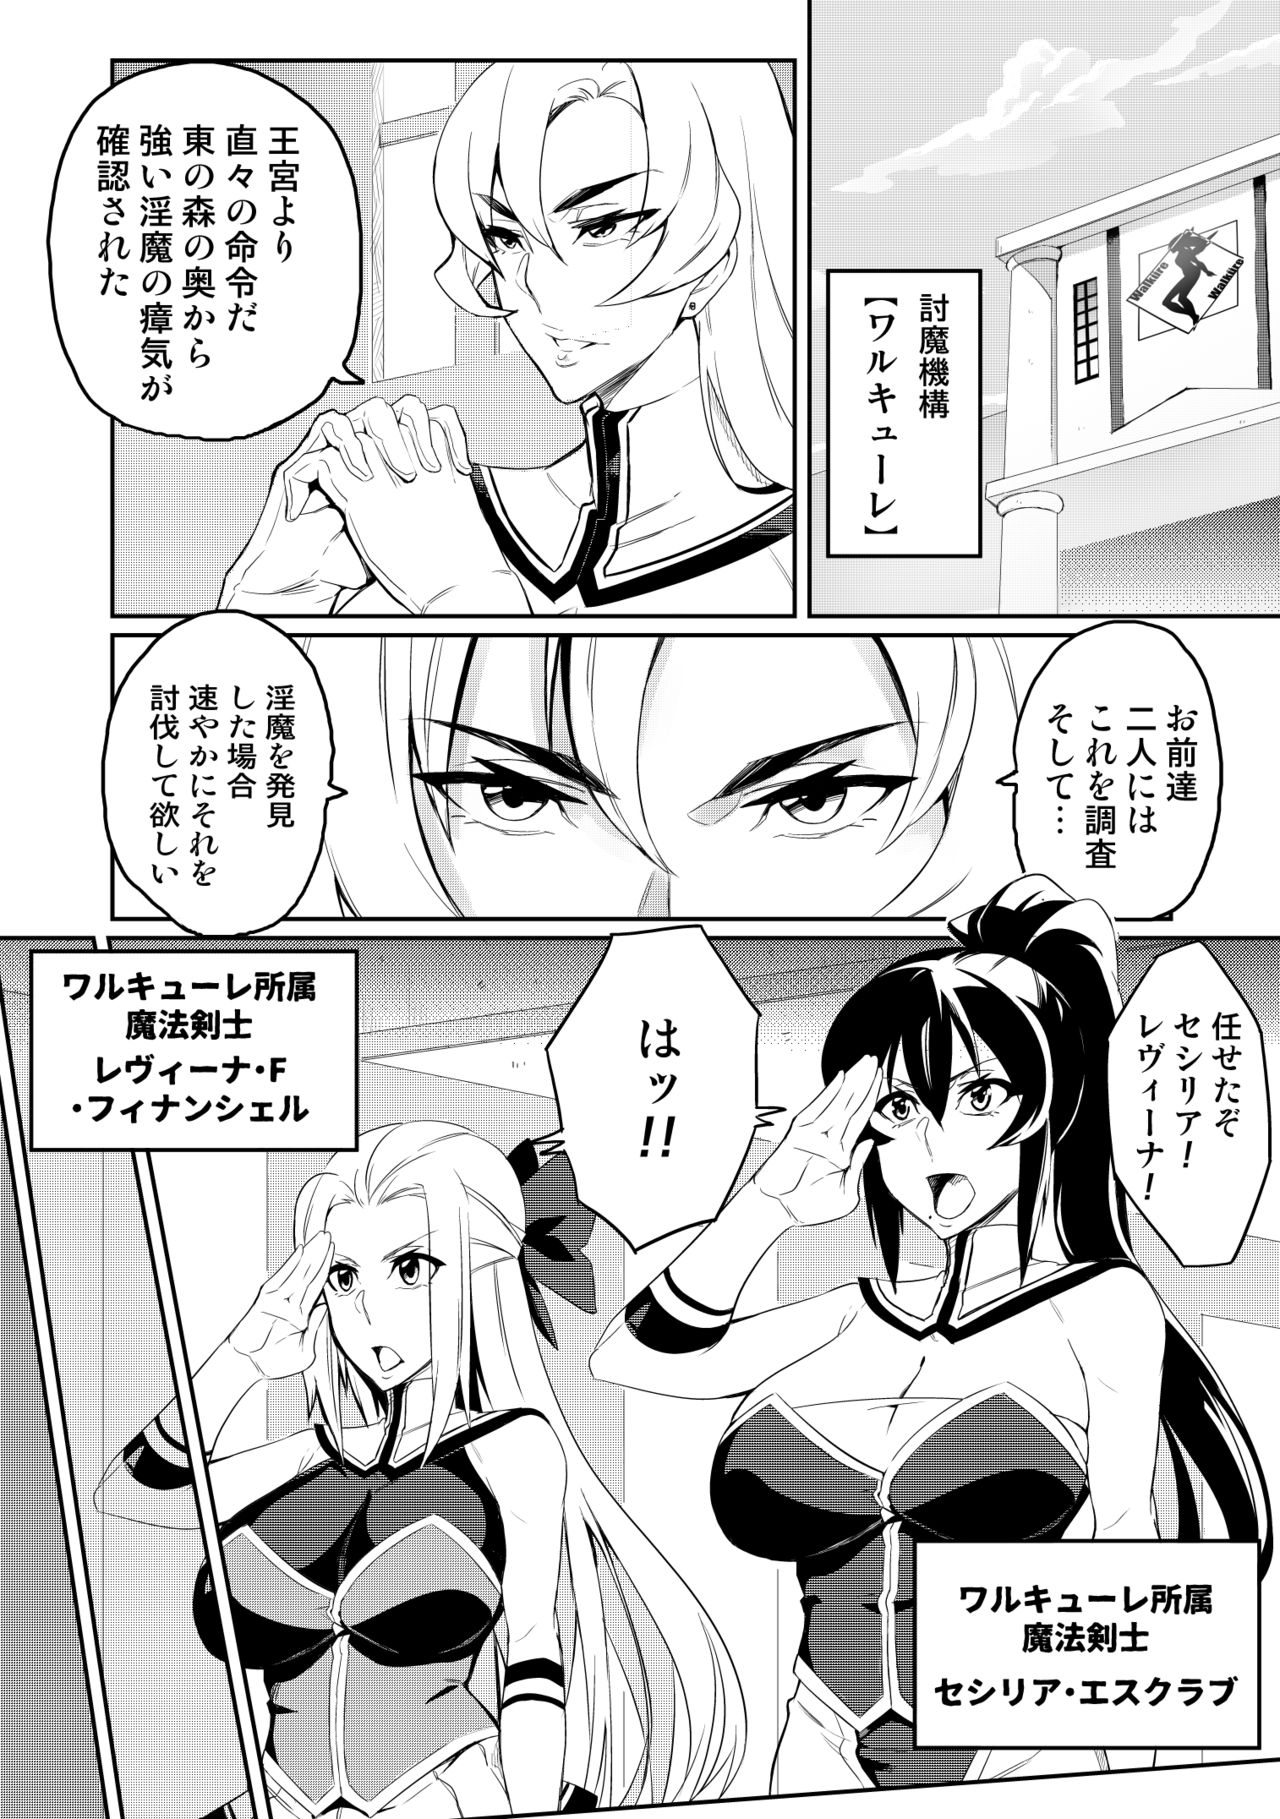 Walküre
Walküre
討魔機構
【ワルキューレ】
王宮より
直々の命令だ
東の森の奥から
強い淫魔の瘴気が
確認された
お前達
二人には
これを調査
そして…
淫魔を発見
した場合
速やかにそれを
討伐して欲しい
任せたぞ
セシリア！
レヴィーナ！
はッ!!
ワルキューレ所属
魔法剣士
セシリア・エスクラブ
ワルキューレ所属
魔法剣士
レヴィーナ・F
・フィナンシェル